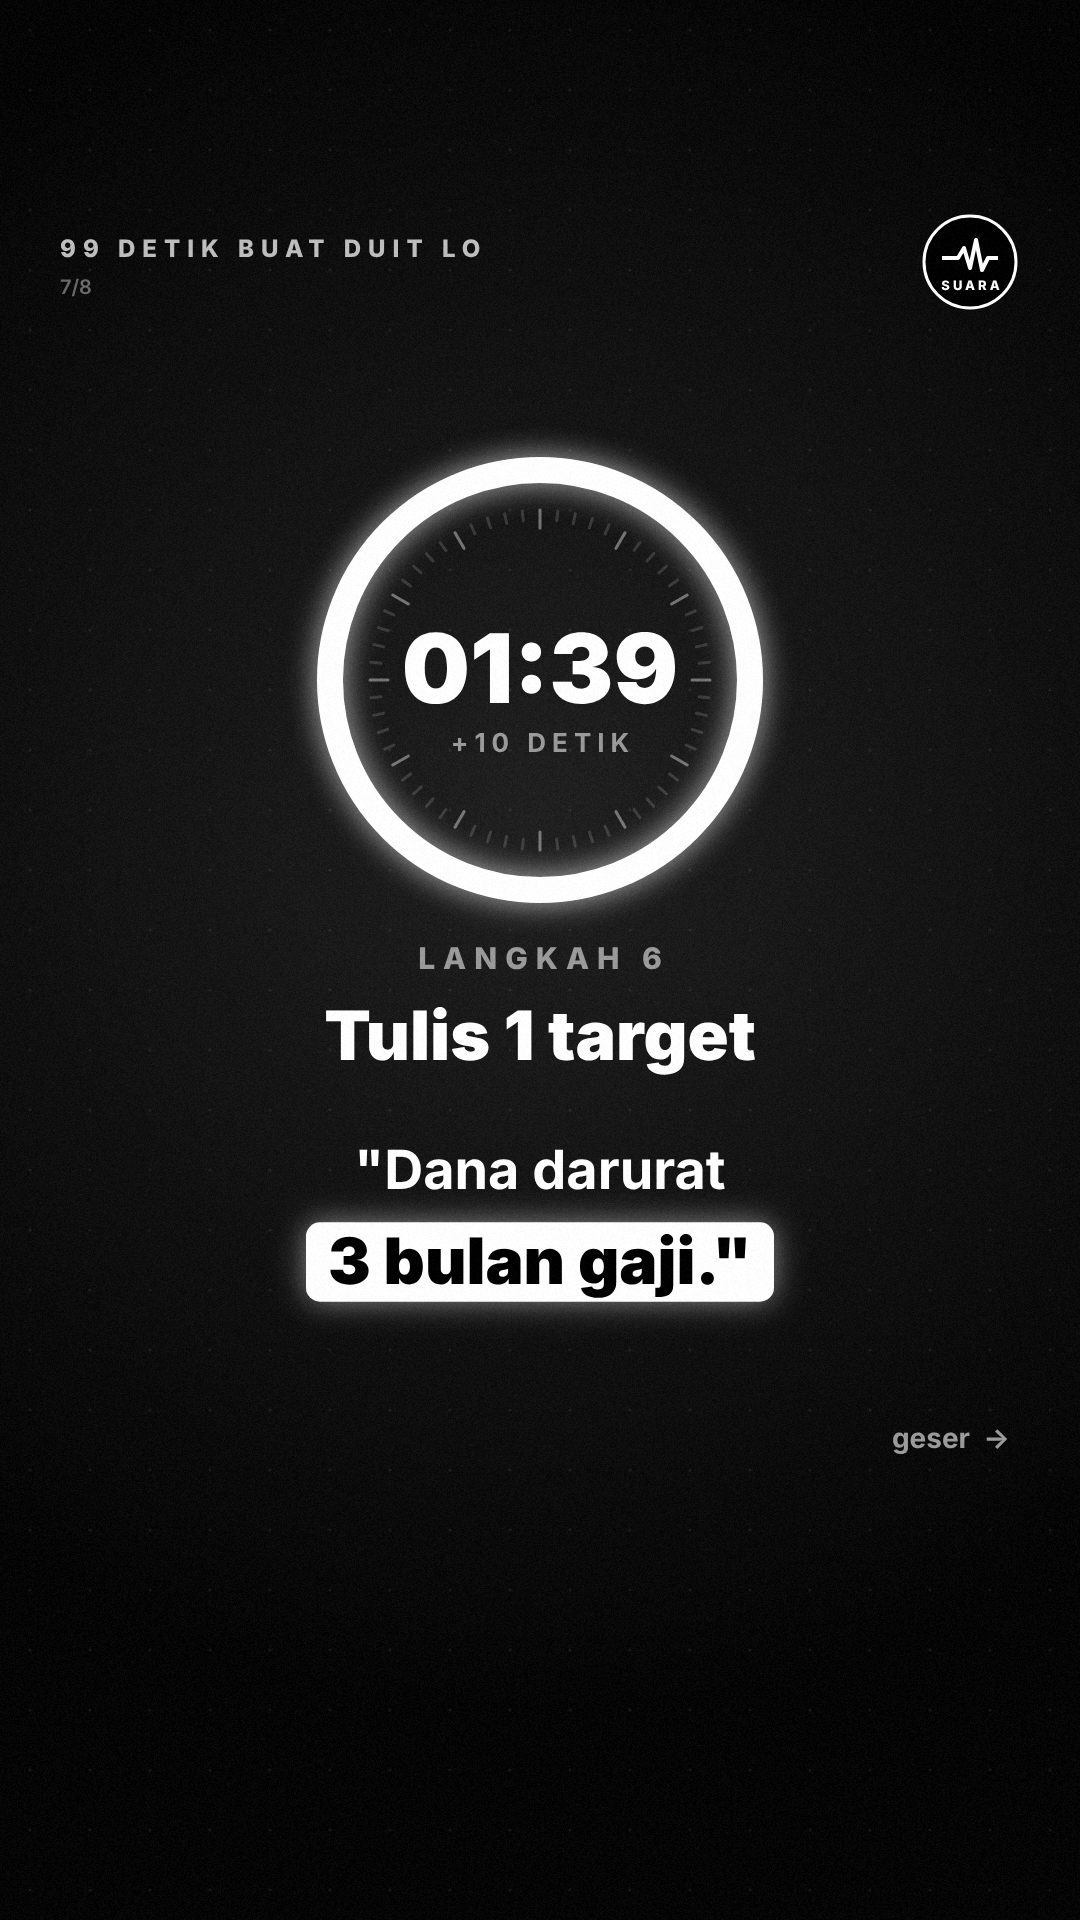 99 DETIK BUAT DUIT LO
7/8
SUARA
01:39
+10 DETIK
LANGKAH 6
Tulis 1 target
"Dana darurat
3 bulan gaji."
geser →